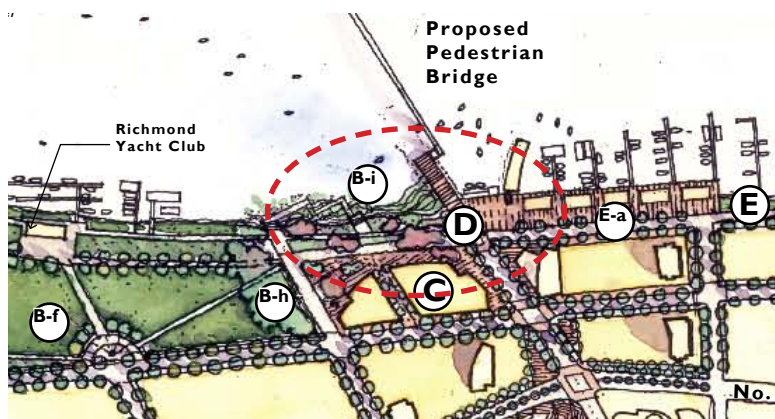 Proposed
Pedestrian
Bridge
Richmond
Yacht Club
B-i
E
D
E-a
C
B-h
B-f
No.